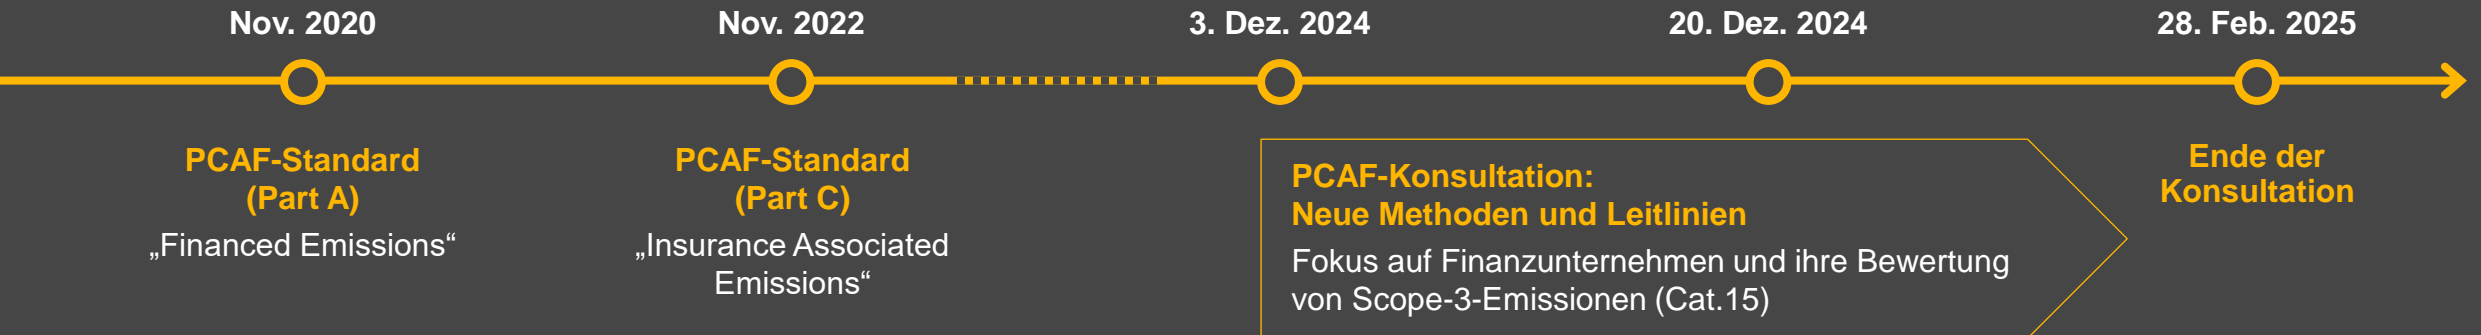 Nov. 2020
Nov. 2022
3. Dez. 2024
20. Dez. 2024
28. Feb. 2025
PCAF-Standard
(Part A)
„Financed Emissions“
PCAF-Standard
(Part C)
„Insurance Associated
Emissions“
PCAF-Konsultation:
Neue Methoden und Leitlinien
Fokus auf Finanzunternehmen und ihre Bewertung
von Scope-3-Emissionen (Cat.15)
Ende der
Konsultation